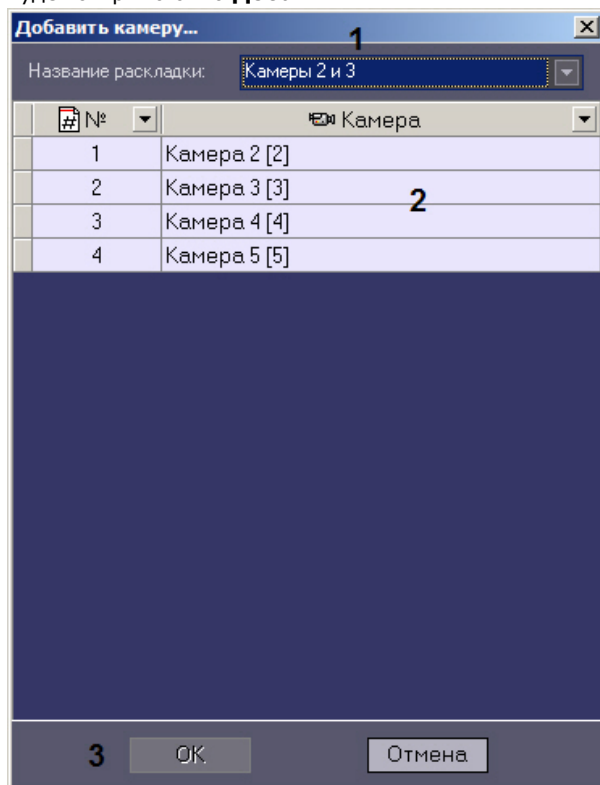 Добавить камеру...
1
Название раскладки: Камеры 2 и 3
№ Камера
1 Камера 2 [2]
2 Камера 3 [3]
2
3 Камера 4 [4]
4 Камера 5 [5]
3 OK Отмена